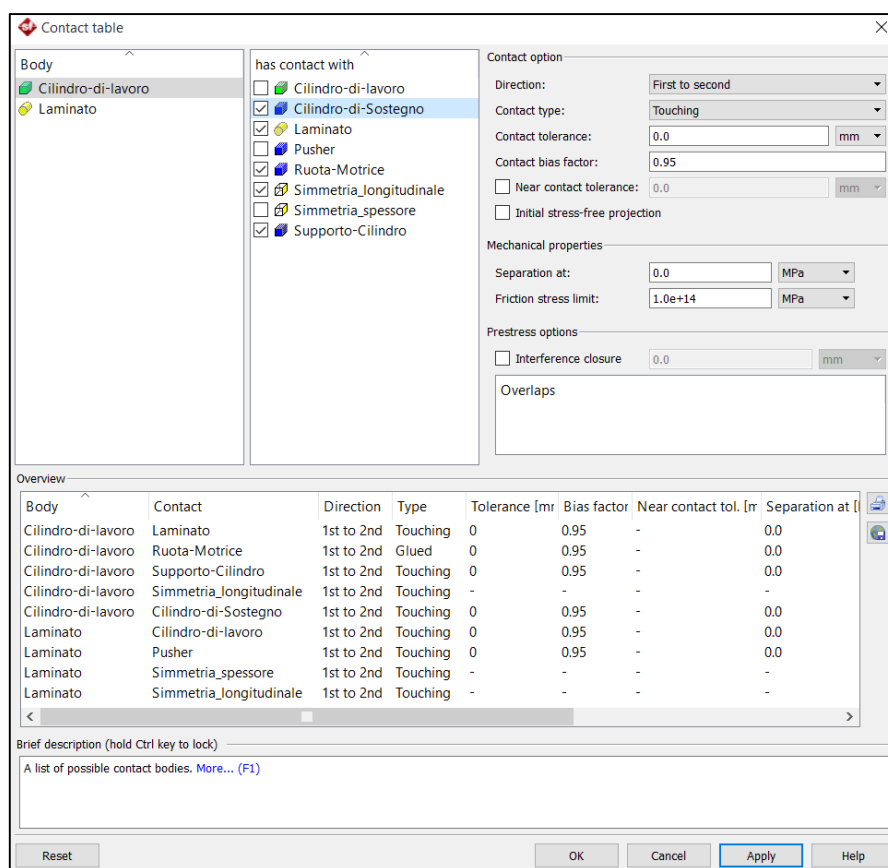 Contact table
Body
Cilindro-di-lavoro
Laminato
has contact with
Cilindro-di-lavoro
Cilindro-di-Sostegno
Laminato
Pusher
Ruota-Motrice
Simmetria_longitudinale
Simmetria_spessore
Supporto-Cilindro
Contact option
Direction: First to second
Contact type: Touching
Contact tolerance: 0.0 mm
Contact bias factor: 0.95
Near contact tolerance: 0.0 mm
Initial stress-free projection
Mechanical properties
Separation at: 0.0 MPa
Friction stress limit: 1.0e+14 MPa
Prestress options
Interference closure 0.0 mm
Overlaps
Overview
Body Contact Direction Type Tolerance [mr Bias factor Near contact tol. [m Separation at [
Cilindro-di-lavoro Laminato 1st to 2nd Touching 0 0.95 - 0.0
Cilindro-di-lavoro Ruota-Motrice 1st to 2nd Glued 0 0.95 - 0.0
Cilindro-di-lavoro Supporto-Cilindro 1st to 2nd Touching 0 0.95 - 0.0
Cilindro-di-lavoro Simmetria_longitudinale 1st to 2nd Touching - - - -
Cilindro-di-lavoro Cilindro-di-Sostegno 1st to 2nd Touching 0 0.95 - 0.0
Laminato Cilindro-di-lavoro 1st to 2nd Touching 0 0.95 - 0.0
Laminato Pusher 1st to 2nd Touching 0 0.95 - 0.0
Laminato Simmetria_spessore 1st to 2nd Touching - - - -
Laminato Simmetria_longitudinale 1st to 2nd Touching - - - -
Brief description (hold Ctrl key to lock)
A list of possible contact bodies. More... (F1)
Reset OK Cancel Apply Help